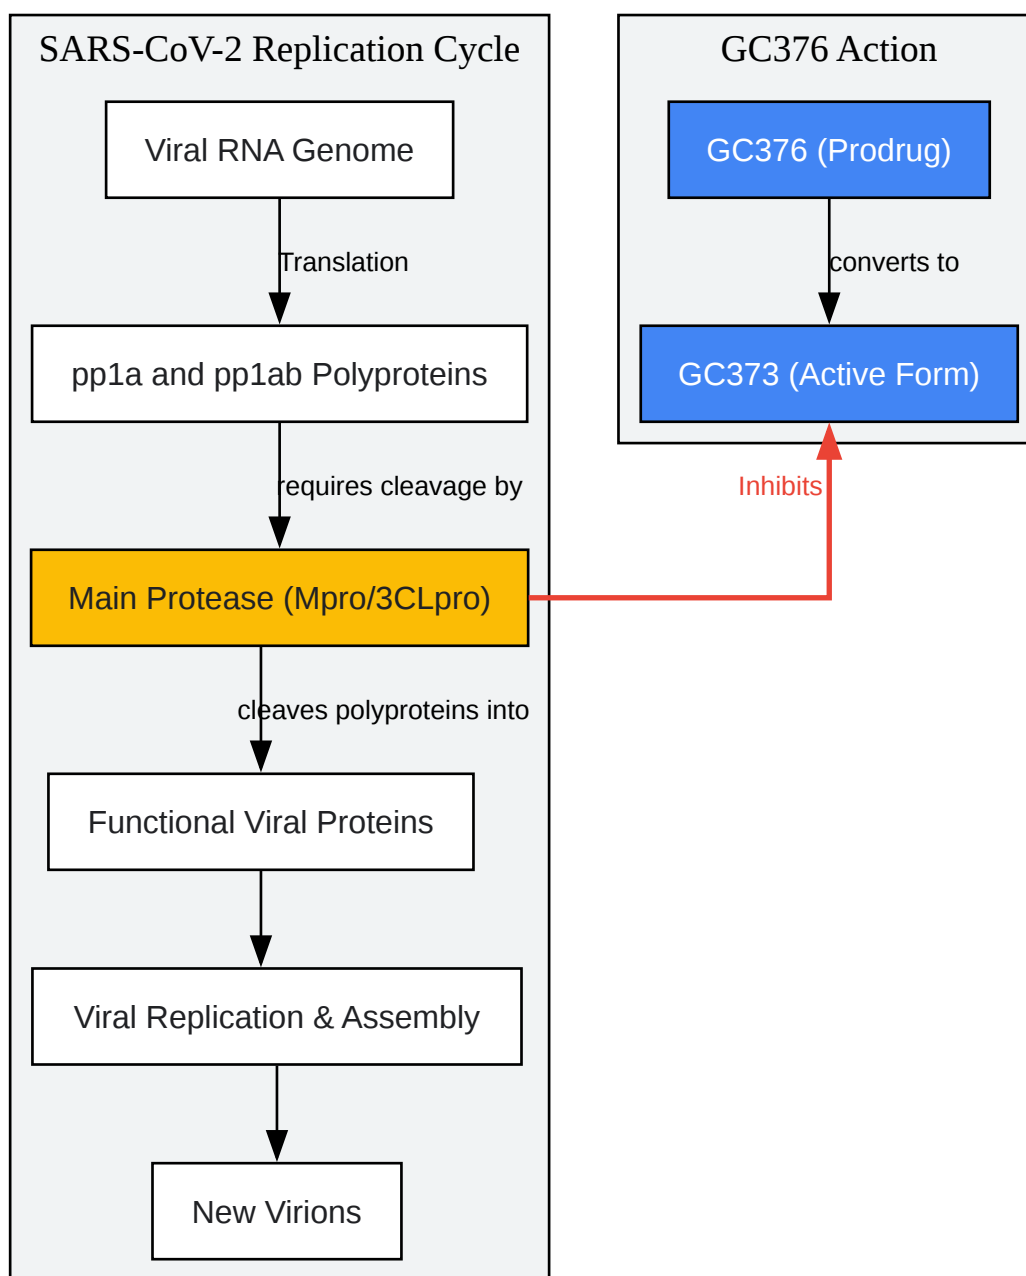 SARS-CoV-2 Replication Cycle
Viral RNA Genome
Translation
pp1a and pp1ab Polyproteins
requires cleavage by
Main Protease (Mpro/3CLpro)
cleaves polyproteins into
Functional Viral Proteins
Viral Replication & Assembly
New Virions
GC376 Action
GC376 (Prodrug)
converts to
GC373 (Active Form)
Inhibits